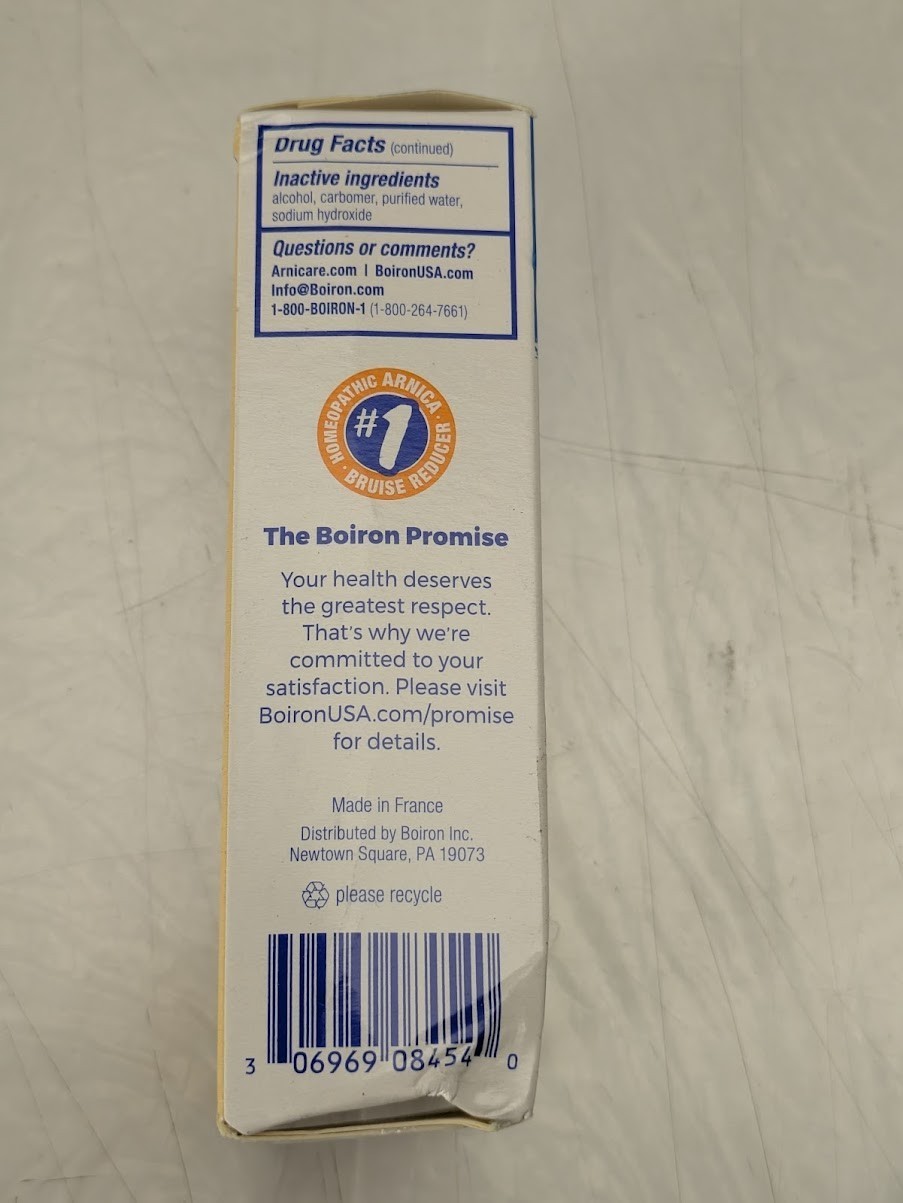 Drug Facts (continued)
Inactive ingredients
alcohol, carbomer, purified water,
sodium hydroxide
Questions or comments?
Arnicare.com | BoironUSA.com
Info@Boiron.com
1-800-BOIRON-1 (1-800-264-7661)
HOMEOPATHIC ARNICA
#1
· BRUISE REDUCER ·
The Boiron Promise
Your health deserves
the greatest respect.
That's why we're
committed to your
satisfaction. Please visit
BoironUSA.com/promise
for details.
Made in France
Distributed by Boiron Inc.
Newtown Square, PA 19073
please recycle
3 06969 08454 0